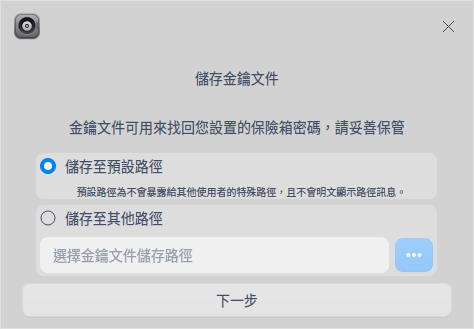 儲存金鑰文件
金鑰文件可用來找回您設置的保險箱密碼，請妥善保管
儲存至預設路徑
預設路徑為不會暴露給其他使用者的特殊路徑，且不會明文顯示路徑訊息。
儲存至其他路徑
選擇金鑰文件儲存路徑
下一步